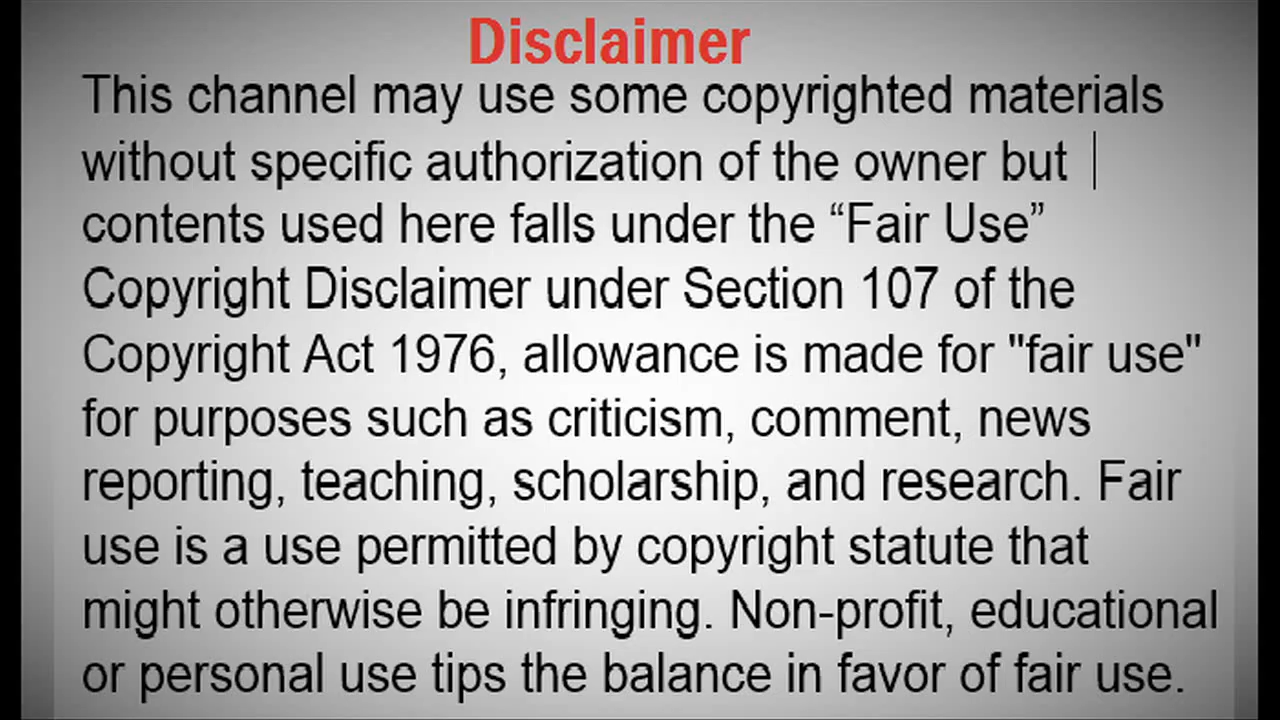 Disclaimer
This channel may use some copyrighted materials
without specific authorization of the owner but
contents used here falls under the “Fair Use”
Copyright Disclaimer under Section 107 of the
Copyright Act 1976, allowance is made for "fair use"
for purposes such as criticism, comment, news
reporting, teaching, scholarship, and research. Fair
use is a use permitted by copyright statute that
might otherwise be infringing. Non-profit, educational
or personal use tips the balance in favor of fair use.